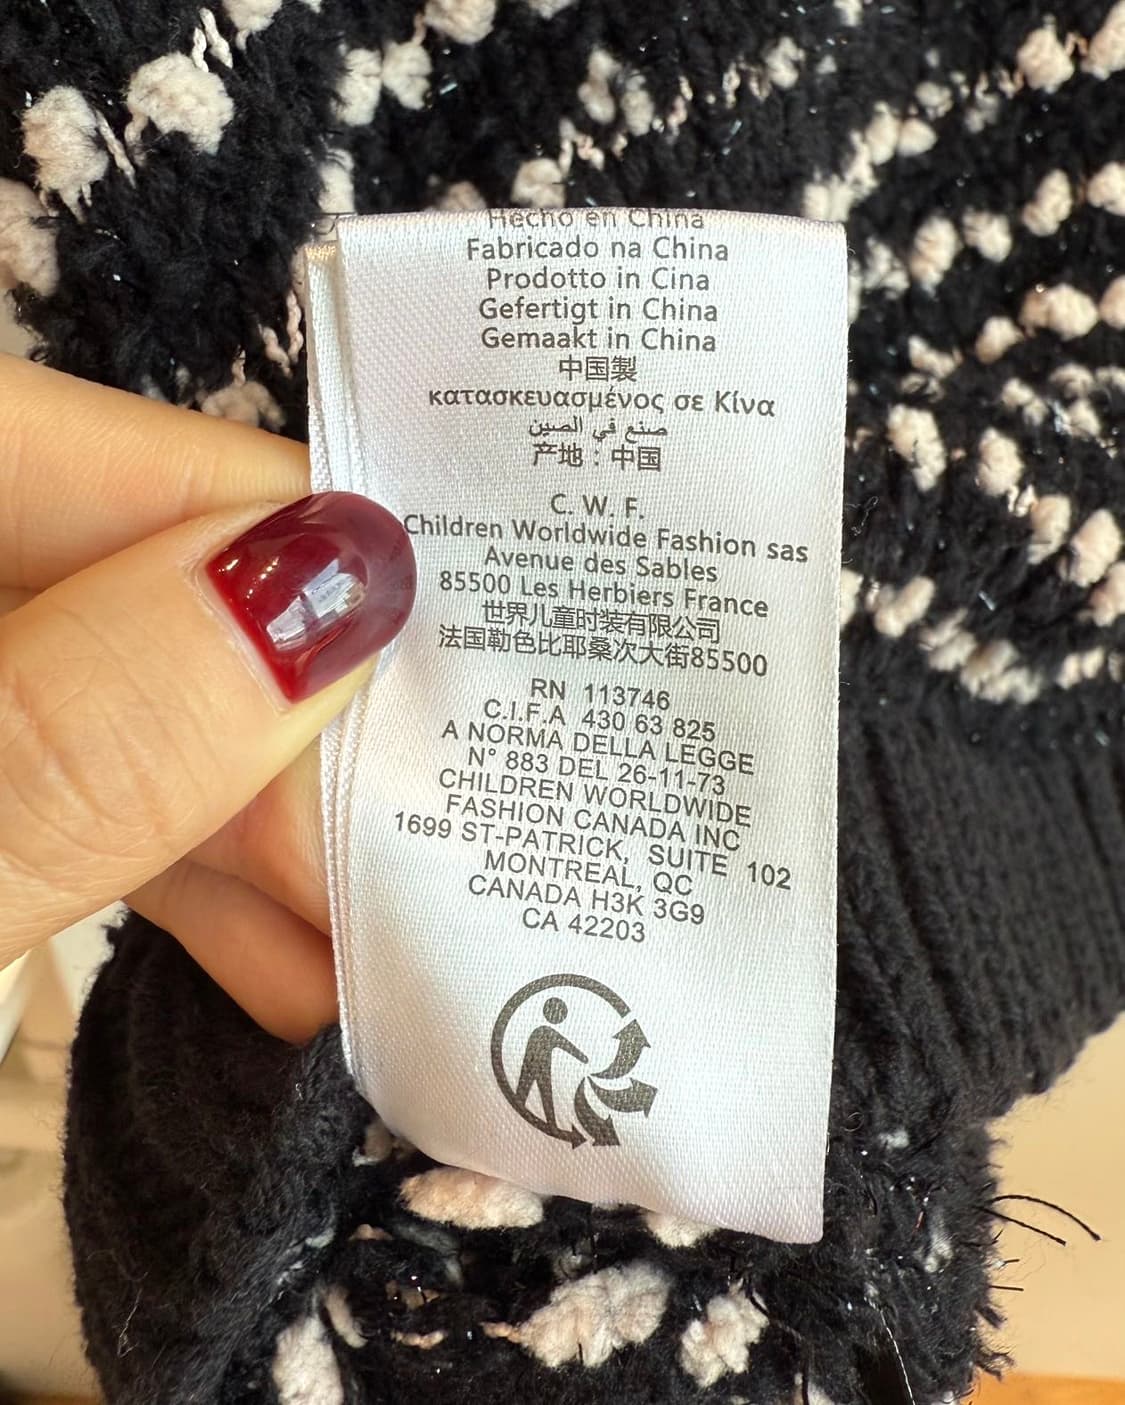 Hecho en China
Fabricado na China
Prodotto in Cina
Gefertigt in China
Gemaakt in China
中国製
κατασκευασμένος σε Κίνα
صنع في الصين
产地：中国
C. W. F.
Children Worldwide Fashion sas
Avenue des Sables
85500 Les Herbiers France
世界儿童时装有限公司
法国勒色比耶桑次大街85500
RN 113746
C.I.F.A 430 63 825
A NORMA DELLA LEGGE
N° 883 DEL 26-11-73
CHILDREN WORLDWIDE
FASHION CANADA INC
1699 ST-PATRICK, SUITE 102
MONTREAL, QC
CANADA H3K 3G9
CA 42203